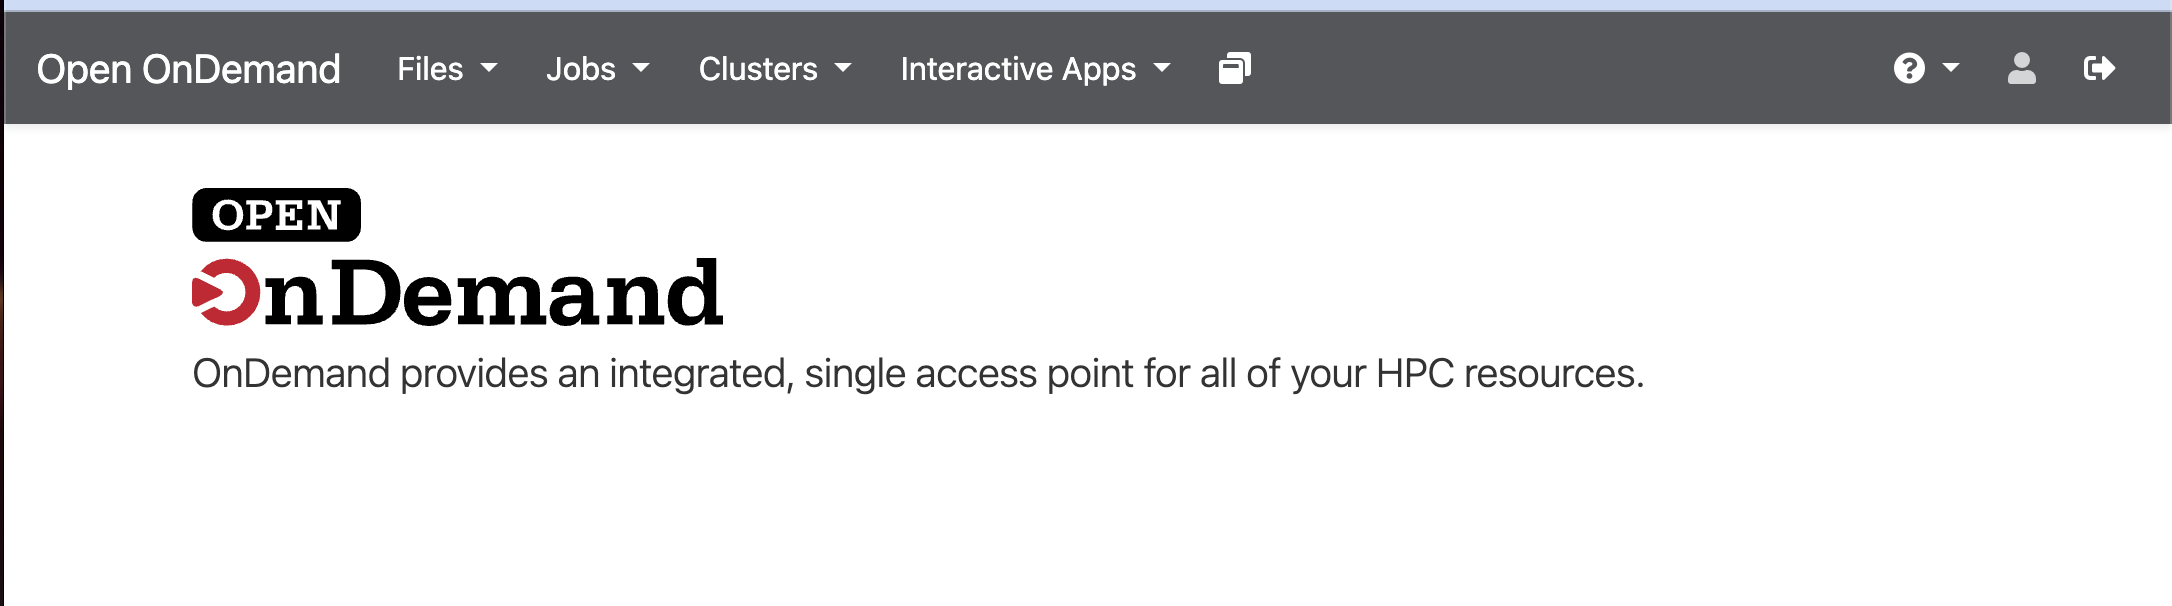 Open OnDemand Files Jobs Clusters Interactive Apps
OPEN
OnDemand
OnDemand provides an integrated, single access point for all of your HPC resources.